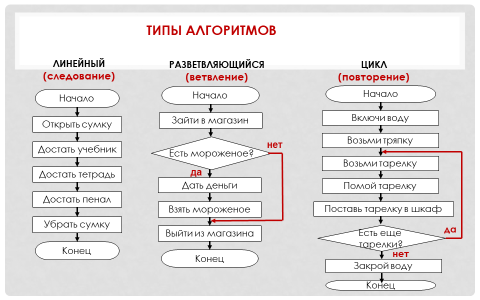 ТИПЫ АЛГОРИТМОВ
ЛИНЕЙНЫЙ
(следование)
Начало
Открыть сумку
Достать учебник
Достать тетрадь
Достать пенал
Убрать сумку
Конец
РАЗВЕТВЛЯЮЩИЙСЯ
(ветвление)
Начало
Зайти в магазин
Есть мороженое?
нет
да
Дать деньги
Взять мороженое
Выйти из магазина
Конец
ЦИКЛ
(повторение)
Начало
Включи воду
Возьми тряпку
Возьми тарелку
Помой тарелку
Поставь тарелку в шкаф
Есть еще
тарелки?
да
нет
Закрой воду
Конец